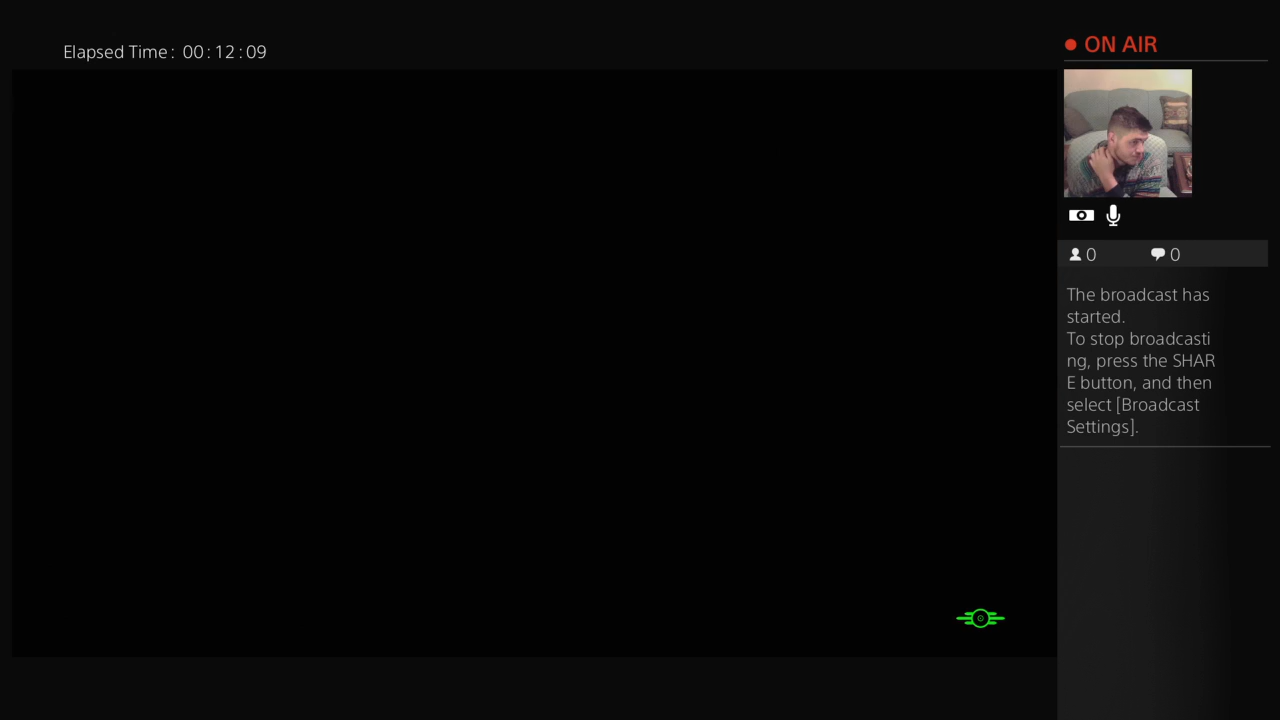 Elapsed Time: 00:12:09
ON AIR
0 0
The broadcast has
started.
To stop broadcasti
ng, press the SHAR
E button, and then
select [Broadcast
Settings].